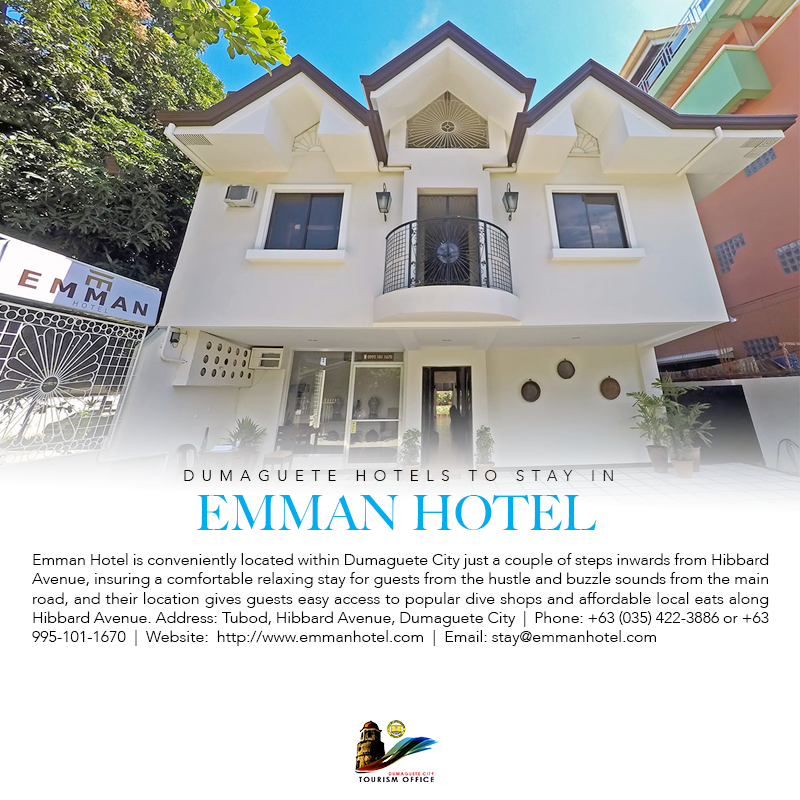 EMMAN
HOTEL
0995 101 1670
DUMAGUETE HOTELS TO STAY IN
EMMAN HOTEL
Emman Hotel is conveniently located within Dumaguete City just a couple of steps inwards from Hibbard
Avenue, insuring a comfortable relaxing stay for guests from the hustle and buzzle sounds from the main
road, and their location gives guests easy access to popular dive shops and affordable local eats along
Hibbard Avenue. Address: Tubod, Hibbard Avenue, Dumaguete City | Phone: +63 (035) 422-3886 or +63
995-101-1670 | Website: http://www.emmanhotel.com | Email: stay@emmanhotel.com
DUMAGUETE CITY
TOURISM OFFICE